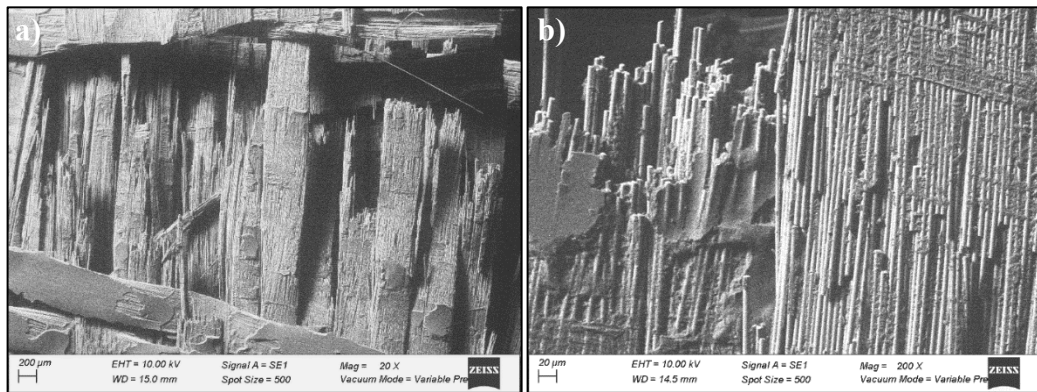 a)
200 µm
EHT = 10.00 kV
WD = 15.0 mm
Signal A = SE1
Spot Size = 500
Mag = 20 X
Vacuum Mode = Variable Pre
ZEISS
b)
20 µm
EHT = 10.00 kV
WD = 14.5 mm
Signal A = SE1
Spot Size = 500
Mag = 200 X
Vacuum Mode = Variable Pre
ZEISS